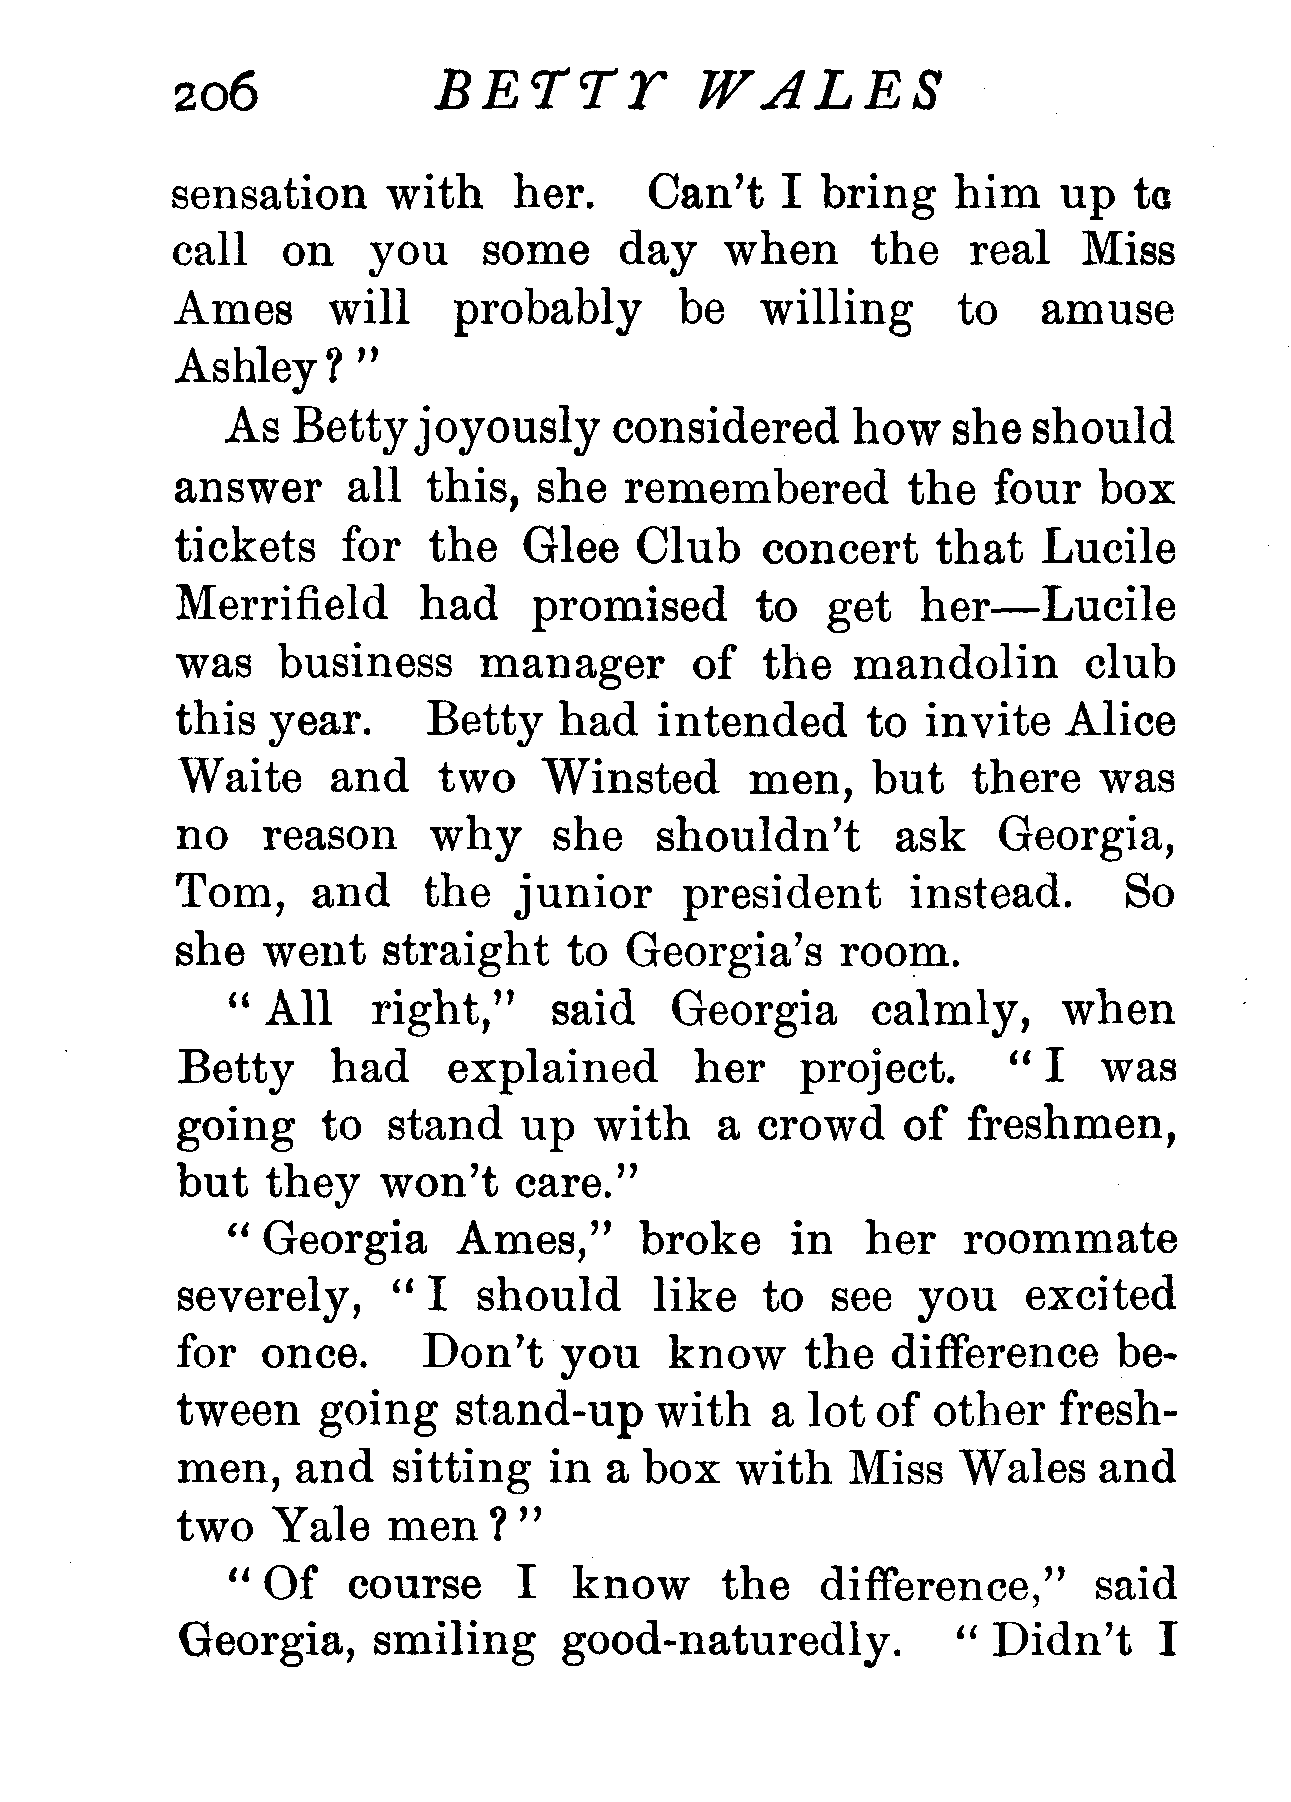 206 BETTY WALES
sensation with her. Can't I bring him up to
call on you some day when the real Miss
Ames will probably be willing to amuse
Ashley? "
As Betty joyously considered how she should
answer all this, she remembered the four box
tickets for the Glee Club concert that Lucile
Merrifield had promised to get her—Lucile
was business manager of the mandolin club
this year. Betty had intended to invite Alice
Waite and two Winsted men, but there was
no reason why she shouldn't ask Georgia,
Tom, and the junior president instead. So
she went straight to Georgia's room.
" All right," said Georgia calmly, when
Betty had explained her project. " I was
going to stand up with a crowd of freshmen,
but they won't care."
" Georgia Ames," broke in her roommate
severely, " I should like to see you excited
for once. Don't you know the difference be-
tween going stand-up with a lot of other fresh-
men, and sitting in a box with Miss Wales and
two Yale men ? "
" Of course I know the difference," said
Georgia, smiling good-naturedly. " Didn't I